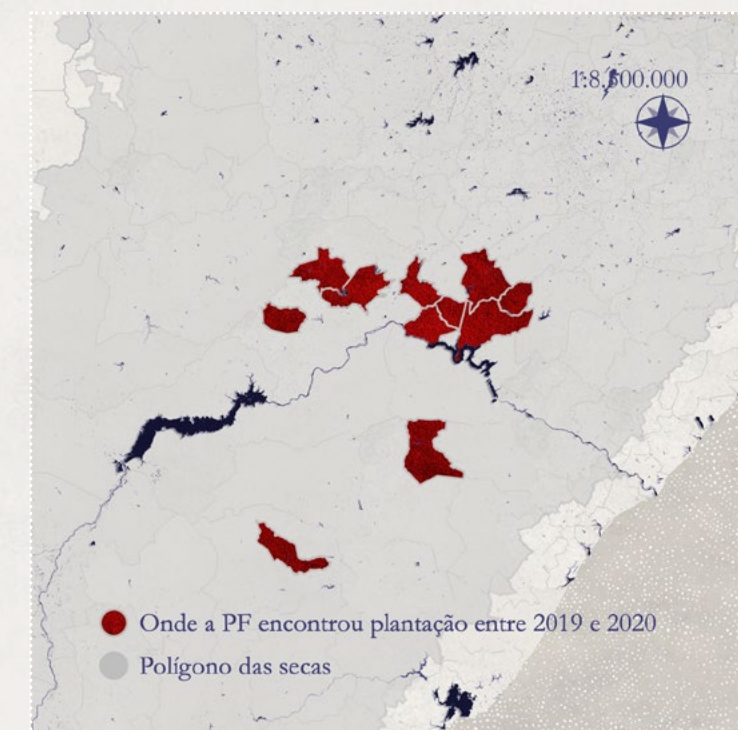 1:8.500.000
Onde a PF encontrou plantação entre 2019 e 2020
Polígono das secas